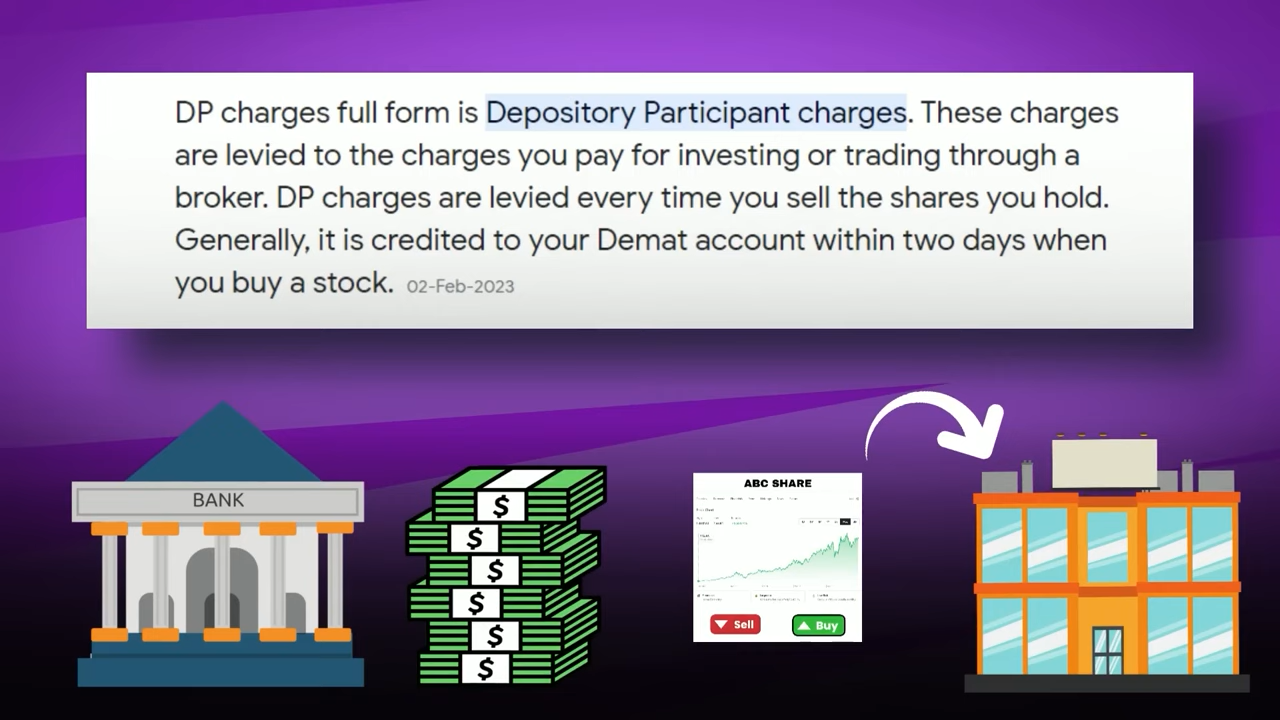 DP charges full form is Depository Participant charges. These charges
are levied to the charges you pay for investing or trading through a
broker. DP charges are levied every time you sell the shares you hold.
Generally, it is credited to your Demat account within two days when
you buy a stock. 02-Feb-2023
BANK
$
$
$
$
$
$
ABC SHARE
Sell
Buy